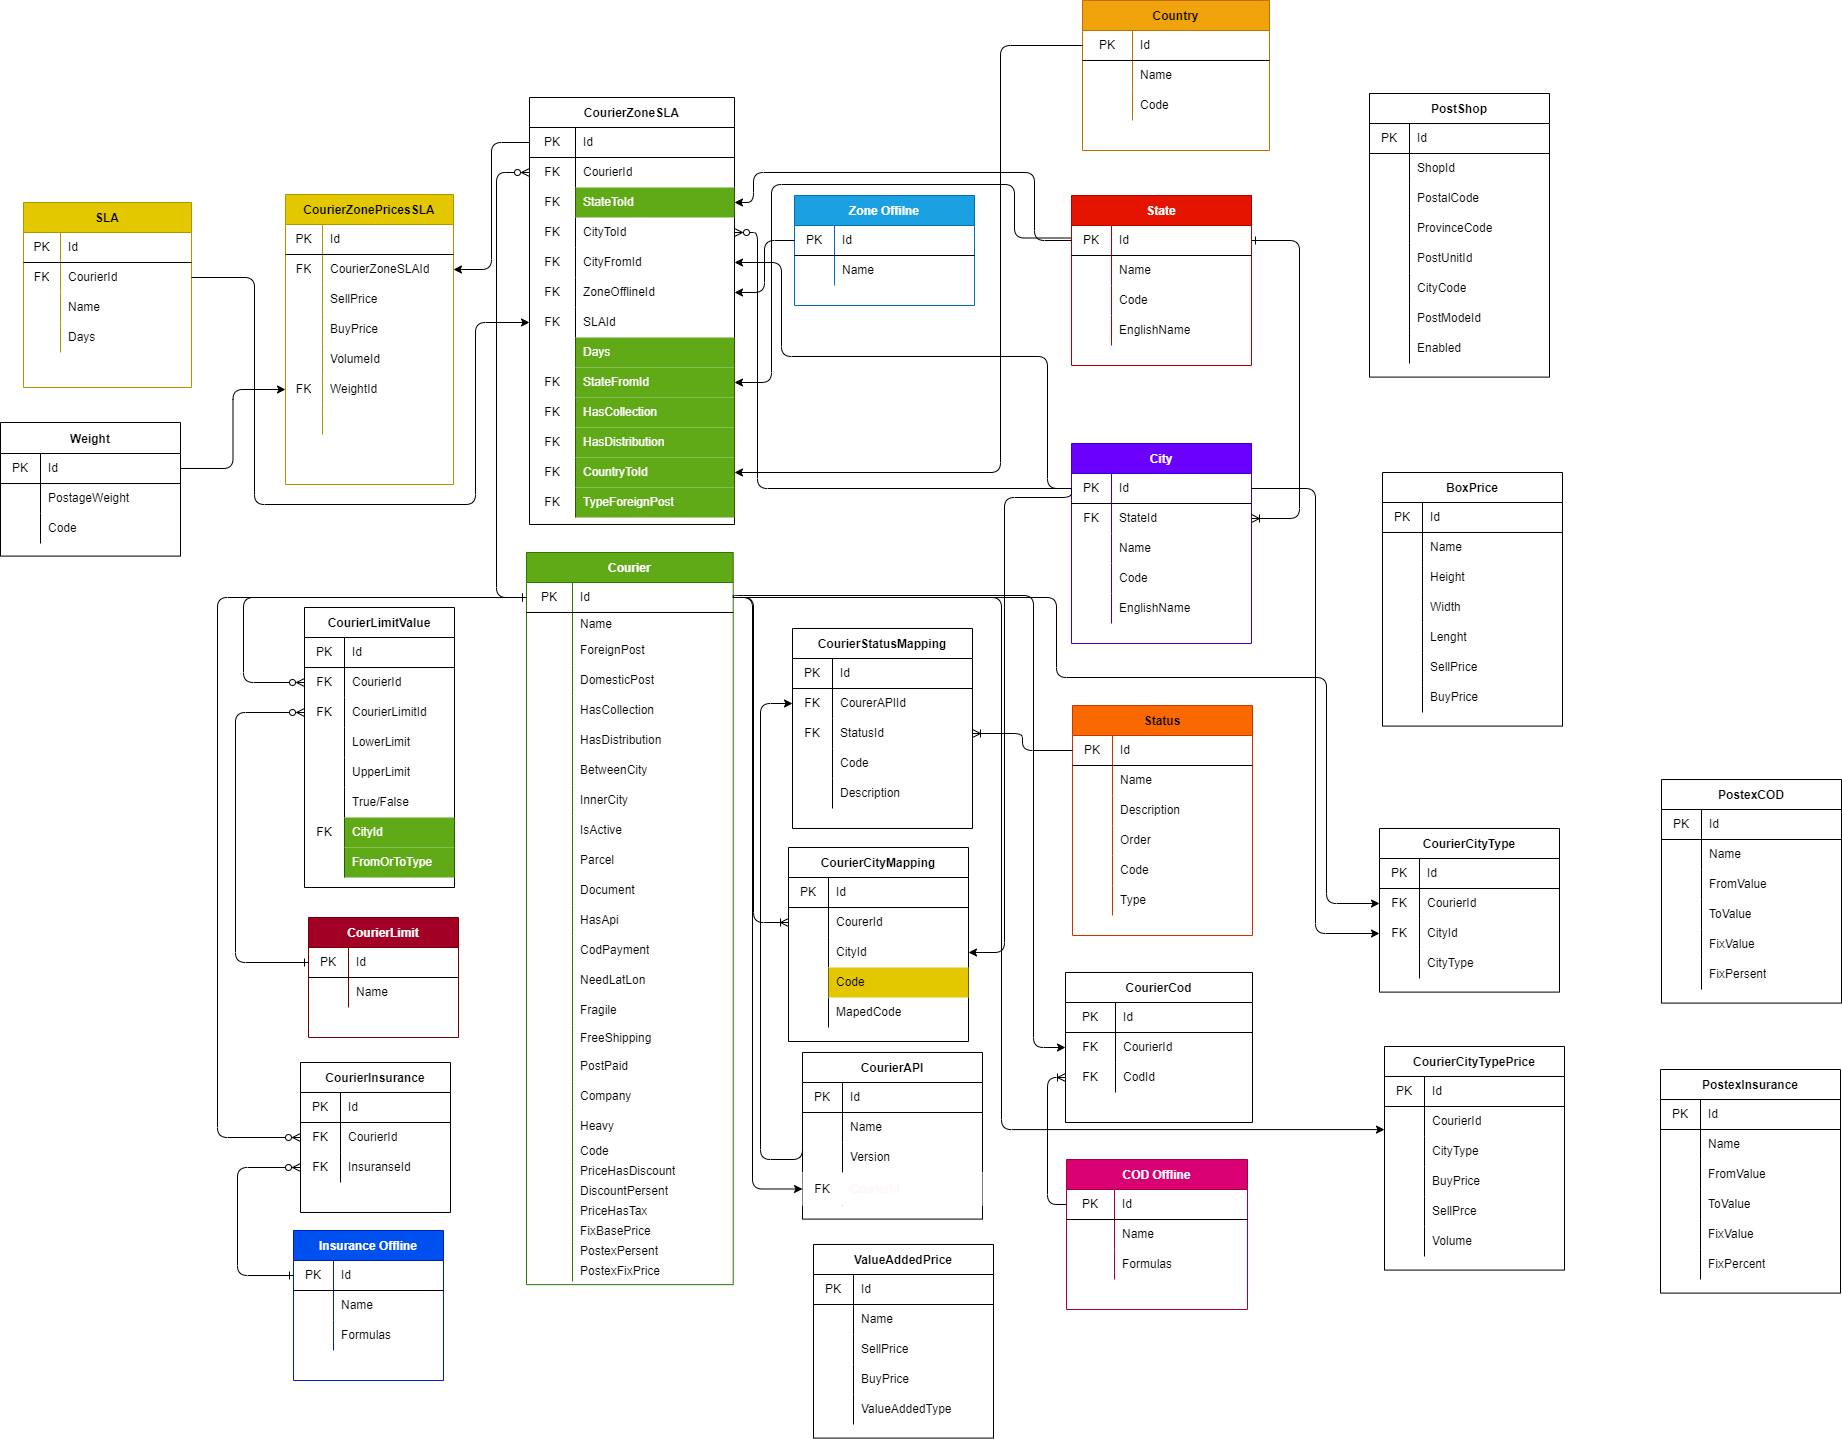 Country
PK Id
Name
Code
CourierZoneSLA
PK Id
FK CourierId
FK StateToId
FK CityToId
FK CityFromId
FK ZoneOfflineId
FK SLAId
Days
FK StateFromId
FK HasCollection
FK HasDistribution
FK CountryToId
FK TypeForeignPost
PostShop
PK Id
ShopId
PostalCode
ProvinceCode
PostUnitId
CityCode
PostModeId
Enabled
SLA
PK Id
FK CourierId
Name
Days
CourierZonePricesSLA
PK Id
FK CourierZoneSLAId
SellPrice
BuyPrice
VolumeId
FK WeightId
Zone Offilne
PK Id
Name
State
PK Id
Name
Code
EnglishName
Weight
PK Id
PostageWeight
Code
City
PK Id
FK StateId
Name
Code
EnglishName
BoxPrice
PK Id
Name
Height
Width
Lenght
SellPrice
BuyPrice
Courier
PK Id
Name
ForeignPost
DomesticPost
HasCollection
HasDistribution
BetweenCity
InnerCity
IsActive
Parcel
Document
HasApi
CodPayment
NeedLatLon
Fragile
FreeShipping
PostPaid
Company
Heavy
Code
PriceHasDiscount
DiscountPersent
PriceHasTax
FixBasePrice
PostexPersent
PostexFixPrice
CourierLimitValue
PK Id
FK CourierId
FK CourierLimitId
LowerLimit
UpperLimit
True/False
FK CityId
FromOrToType
CourierStatusMapping
PK Id
FK CourerAPIId
FK StatusId
Code
Description
Status
PK Id
Name
Description
Order
Code
Type
PostexCOD
PK Id
Name
FromValue
ToValue
FixValue
FixPersent
CourierCityType
PK Id
FK CourierId
FK CityId
CityType
CourierCityMapping
PK Id
CourerId
CityId
Code
MapedCode
CourierLimit
PK Id
Name
CourierCod
PK Id
FK CourierId
FK CodId
CourierCityTypePrice
PK Id
CourierId
CityType
BuyPrice
SellPrce
Volume
CourierAPI
PK Id
Name
Version
FK
CourierInsurance
PK Id
FK CourierId
FK InsuranseId
PostexInsurance
PK Id
Name
FromValue
ToValue
FixValue
FixPercent
COD Offline
PK Id
Name
Formulas
Insurance Offline
PK Id
Name
Formulas
ValueAddedPrice
PK Id
Name
SellPrice
BuyPrice
ValueAddedType